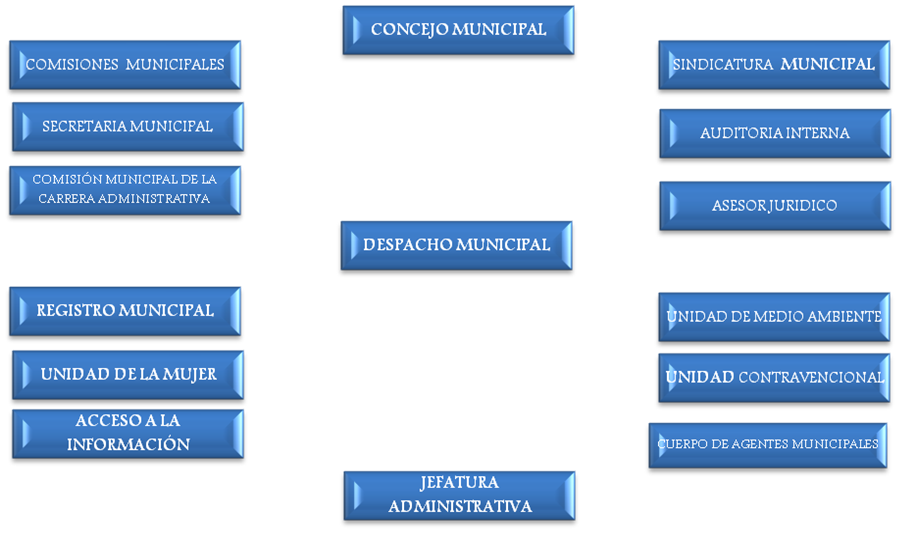 CONCEJO MUNICIPAL
COMISIONES MUNICIPALES
SINDICATURA MUNICIPAL
SECRETARIA MUNICIPAL
AUDITORIA INTERNA
COMISIÓN MUNICIPAL DE LA
CARRERA ADMINISTRATIVA
ASESOR JURIDICO
DESPACHO MUNICIPAL
REGISTRO MUNICIPAL
UNIDAD DE MEDIO AMBIENTE
UNIDAD DE LA MUJER
UNIDAD CONTRAVENCIONAL
ACCESO A LA
INFORMACIÓN
CUERPO DE AGENTES MUNICIPALES
JEFATURA
ADMINISTRATIVA